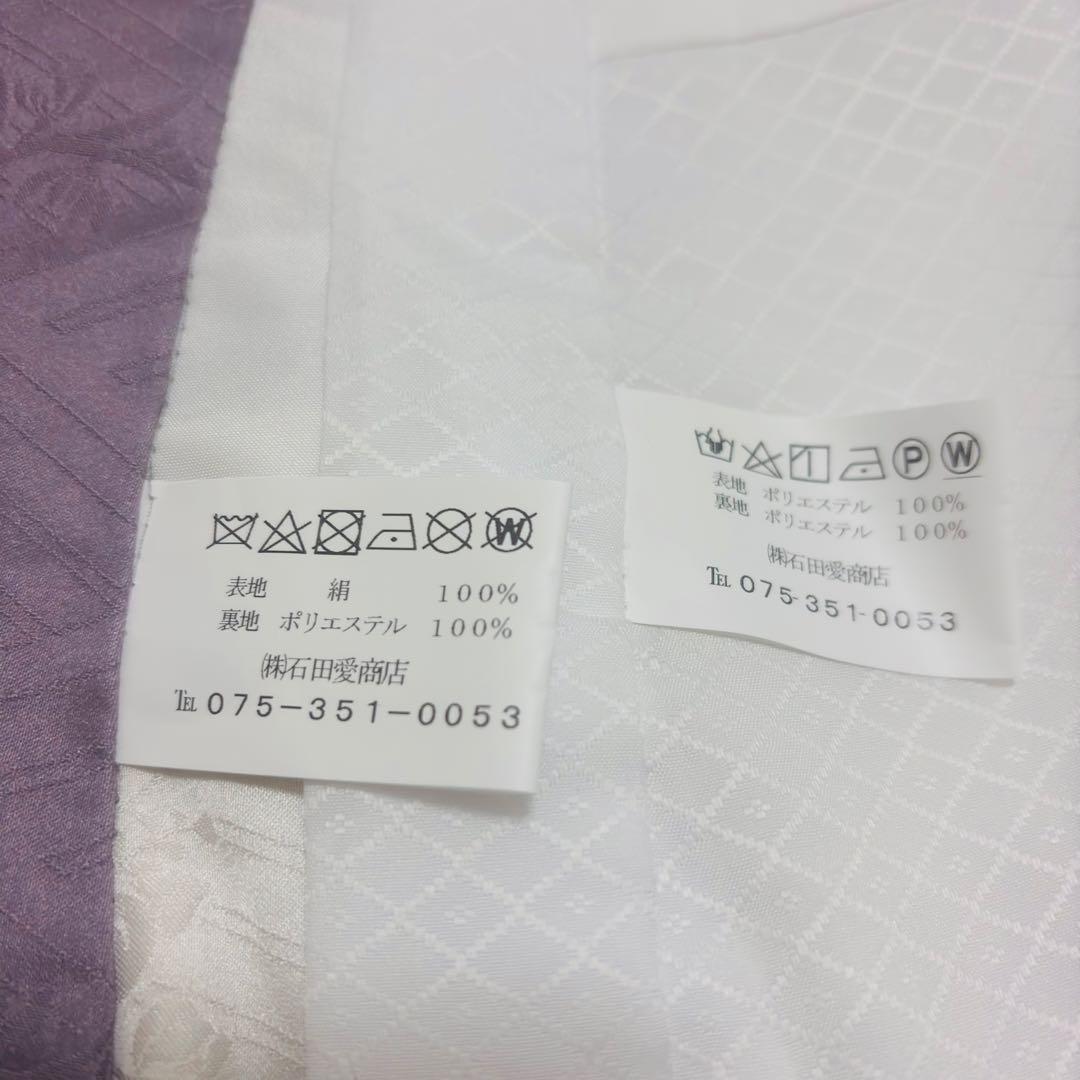 W
表地 絹 100%
裏地 ポリエステル 100%
㈱石田愛商店
TEL 075-351-0053
P W
表地 ポリエステル 100%
裏地 ポリエステル 100%
㈱石田愛商店
TEL 075-351-0053